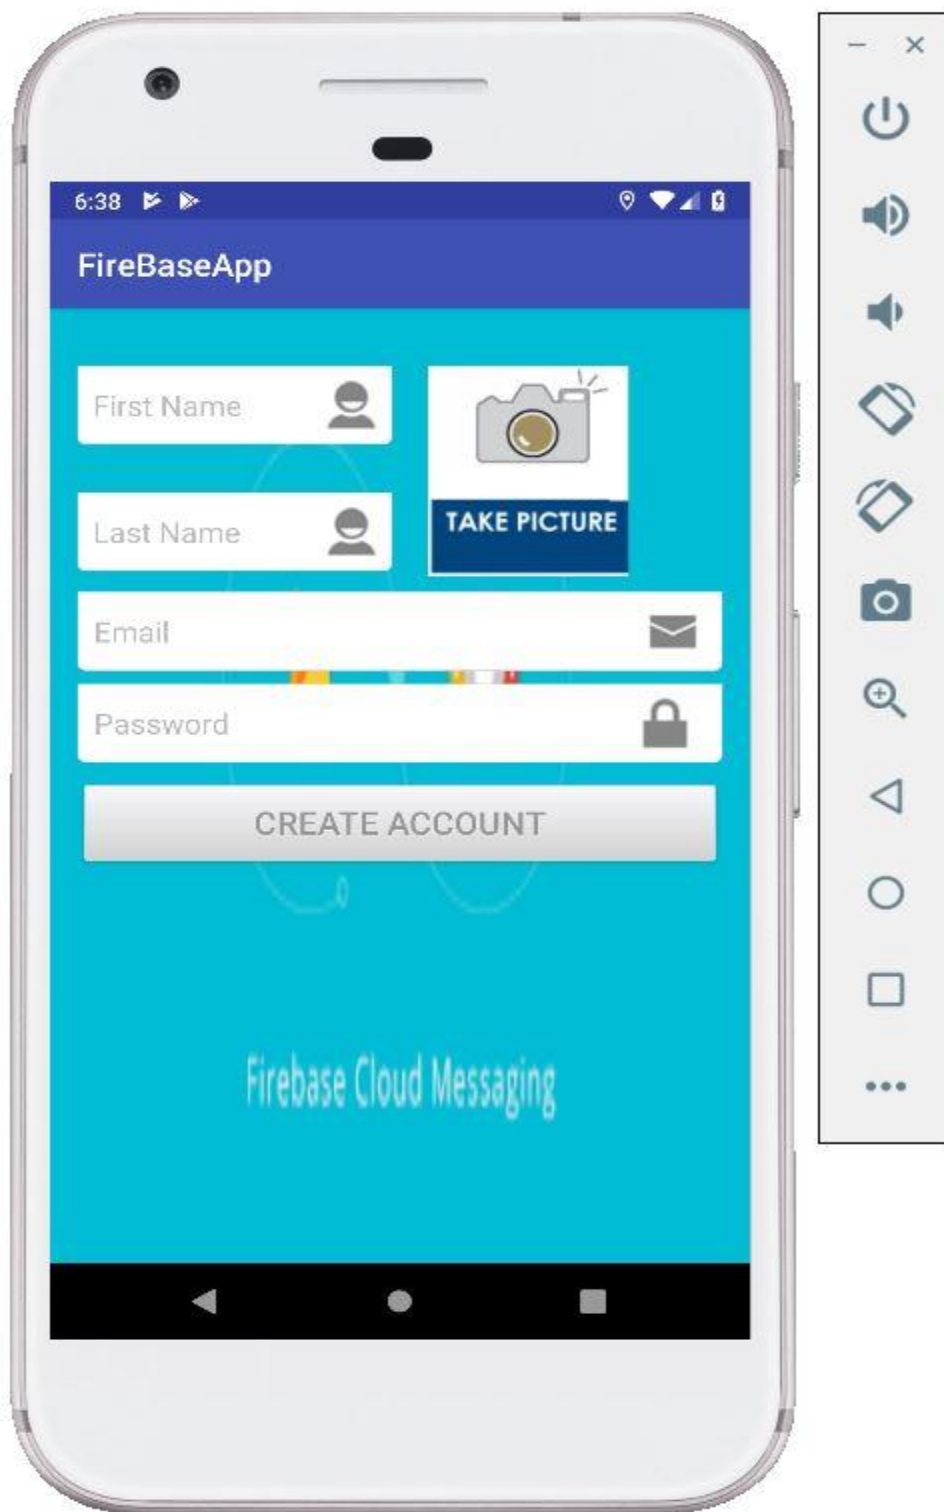 6:38
FireBaseApp
First Name
Last Name
TAKE PICTURE
Email
Password
CREATE ACCOUNT
Firebase Cloud Messaging